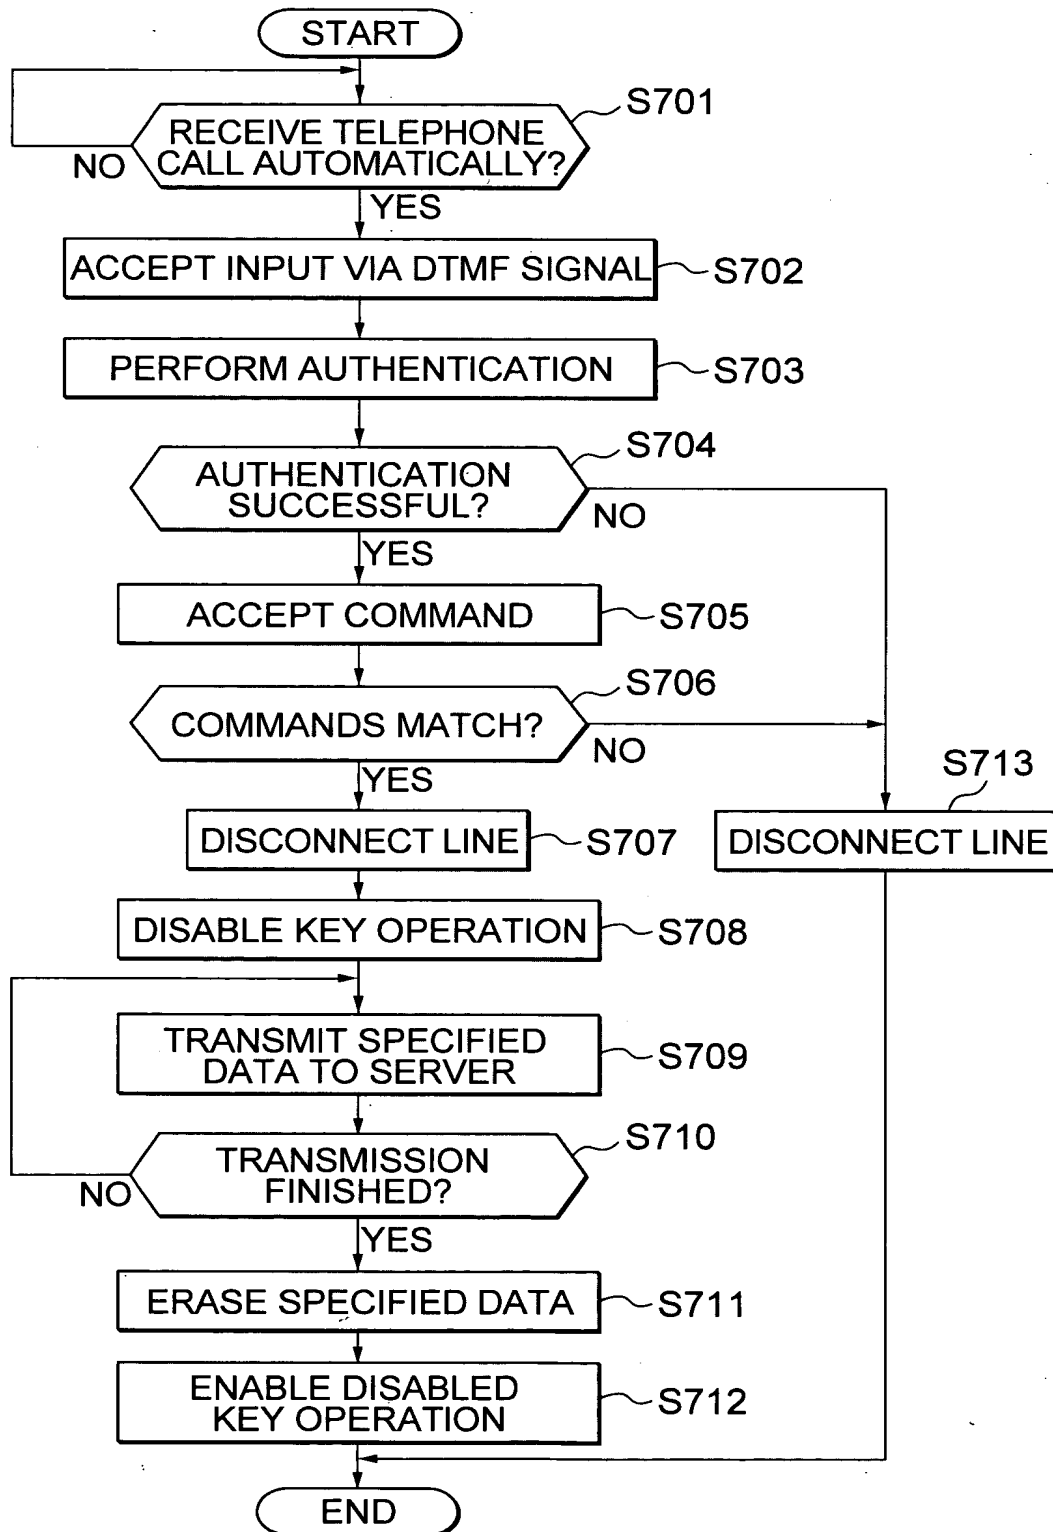 START
S701
RECEIVE TELEPHONE
CALL AUTOMATICALLY?
NO
YES
ACCEPT INPUT VIA DTMF SIGNAL
S702
PERFORM AUTHENTICATION
S703
S704
AUTHENTICATION
SUCCESSFUL?
NO
YES
ACCEPT COMMAND
S705
S706
COMMANDS MATCH?
NO
YES
S713
DISCONNECT LINE
S707
DISCONNECT LINE
DISABLE KEY OPERATION
S708
TRANSMIT SPECIFIED
DATA TO SERVER
S709
S710
TRANSMISSION
FINISHED?
NO
YES
ERASE SPECIFIED DATA
S711
ENABLE DISABLED
KEY OPERATION
S712
END